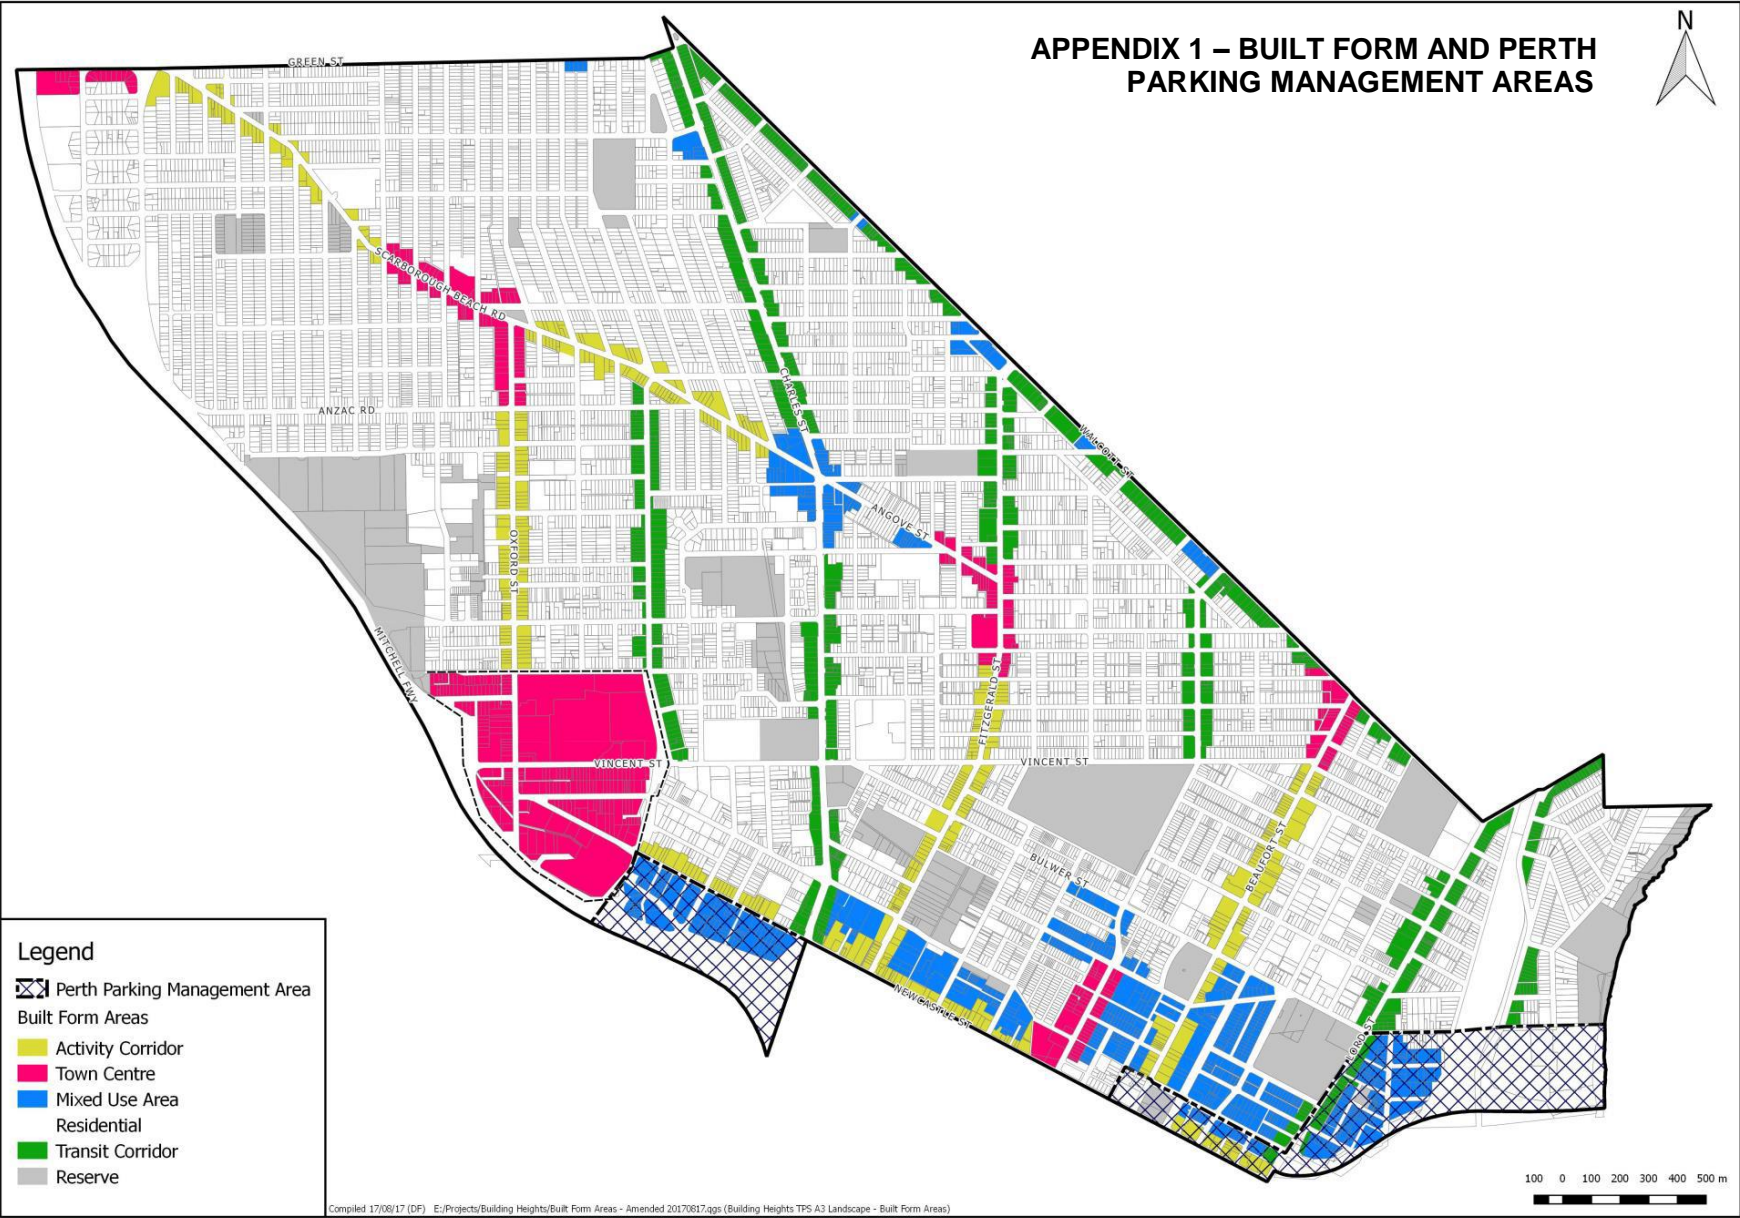 APPENDIX 1 – BUILT FORM AND PERTH
PARKING MANAGEMENT AREAS
N
GREEN ST
SCARBOROUGH BEACH RD
CHARLES ST
ANZAC RD
WALCOTT ST
OXFORD ST
ANGOVE ST
MITCHELL FWY
FITZGERALD ST
VINCENT ST
VINCENT ST
BULWER ST
BEAUFORT ST
NEWCASTLE ST
LORD ST
Legend
Perth Parking Management Area
Built Form Areas
Activity Corridor
Town Centre
Mixed Use Area
Residential
Transit Corridor
Reserve
100 0 100 200 300 400 500 m
Compiled 17/08/17 (DF) E:/Projects/Building Heights/Built Form Areas - Amended 20170817.qgs (Building Heights TPS A3 Landscape - Built Form Areas)